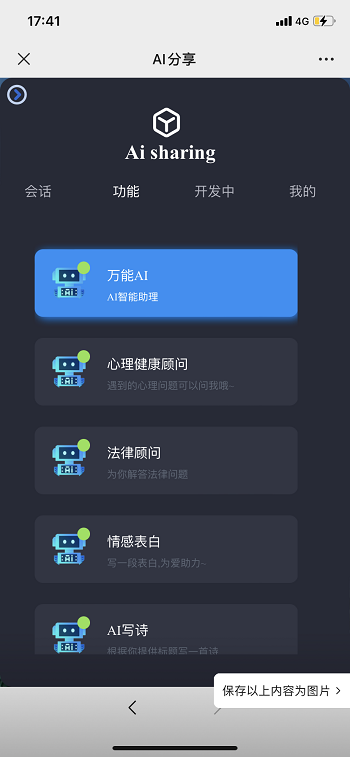 17:41
4G
AI分享
Ai sharing
会话 功能 开发中 我的
万能AI
AI智能助理
心理健康顾问
遇到的心理问题可以问我哦~
法律顾问
为你解答法律问题
情感表白
写一段表白,为爱助力~
AI写诗
根据你提供标题写一首诗
保存以上内容为图片